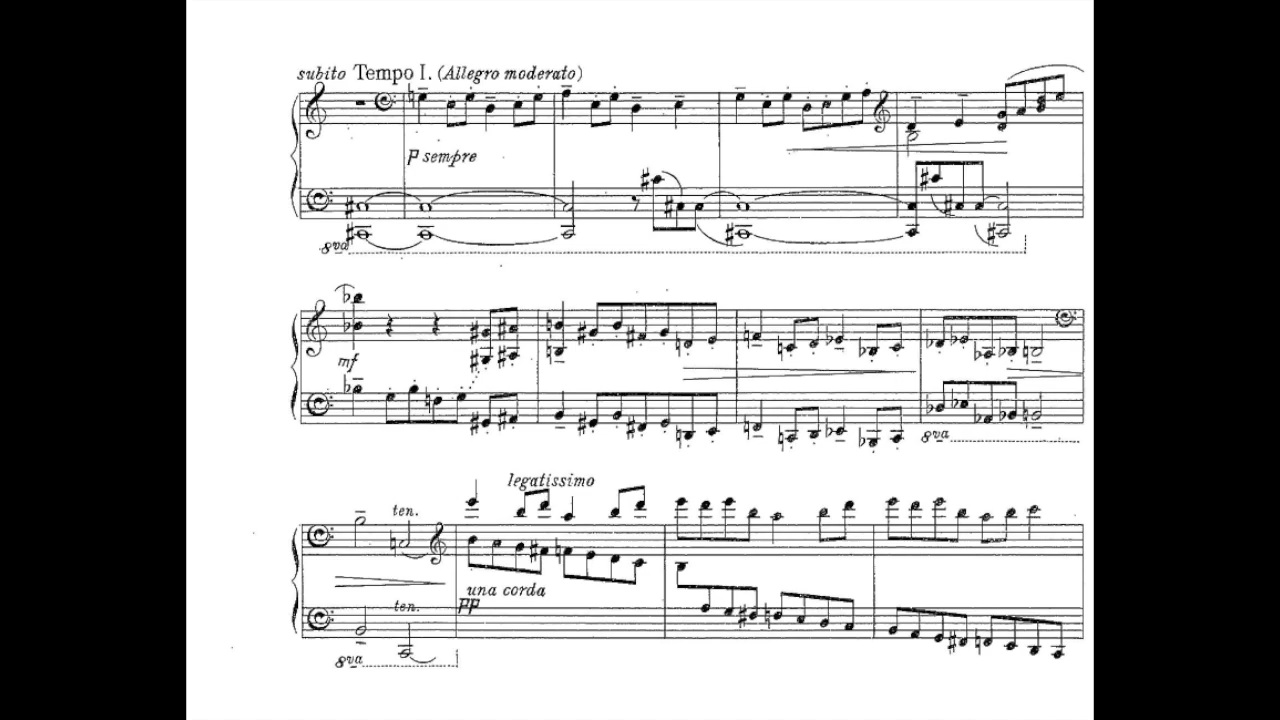 subito Tempo I. (Allegro moderato)
p sempre
8va
mf
8va
legatissimo
ten.
una corda
ten.
pp
8va